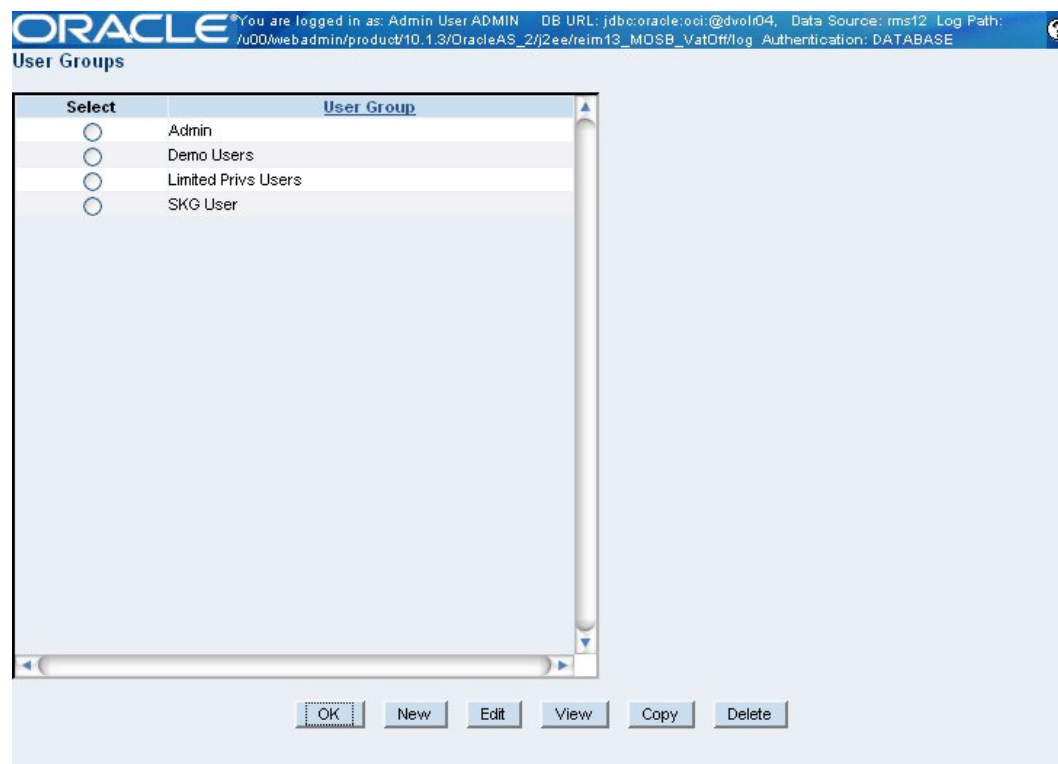 ORACLE® You are logged in as: Admin User ADMIN DB URL: jdbc:oracle:oci:@dvolr04, Data Source: rms12 Log Path:
/u00/webadmin/product/10.1.3/OracleAS_2/j2ee/reim13_MOSB_VatOff/log Authentication: DATABASE
User Groups
Select User Group
Admin
Demo Users
Limited Privs Users
SKG User
OK New Edit View Copy Delete